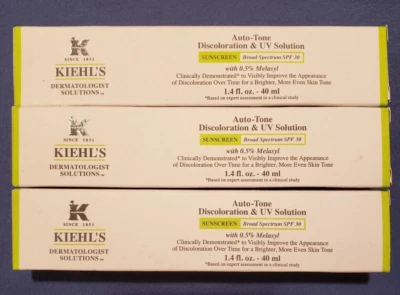 K
SINCE 1851
KIEHL'S
DERMATOLOGIST
SOLUTIONS™
Auto-Tone
Discoloration & UV Solution
SUNSCREEN Broad Spectrum SPF 30
with 0.5% Melasyl
Clinically Demonstrated* to Visibly Improve the Appearance
of Discoloration Over Time for a Brighter, More Even Skin Tone
1.4 fl. oz. - 40 ml
*Based on expert assessment in a clinical study
K
SINCE 1851
KIEHL'S
DERMATOLOGIST
SOLUTIONS™
Auto-Tone
Discoloration & UV Solution
SUNSCREEN Broad Spectrum SPF 30
with 0.5% Melasyl
Clinically Demonstrated* to Visibly Improve the Appearance
of Discoloration Over Time for a Brighter, More Even Skin Tone
1.4 fl. oz. - 40 ml
*Based on expert assessment in a clinical study
K
SINCE 1851
KIEHL'S
DERMATOLOGIST
SOLUTIONS™
Auto-Tone
Discoloration & UV Solution
SUNSCREEN Broad Spectrum SPF 30
with 0.5% Melasyl
Clinically Demonstrated* to Visibly Improve the Appearance
of Discoloration Over Time for a Brighter, More Even Skin Tone
1.4 fl. oz. - 40 ml
*Based on expert assessment in a clinical study